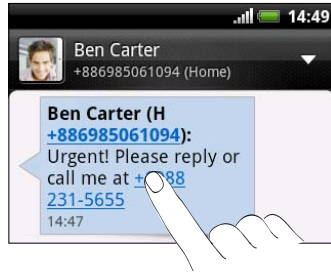 14:49
Ben Carter
+886985061094 (Home)
Ben Carter (H
+886985061094):
Urgent! Please reply or
call me at
231-5655
14:47